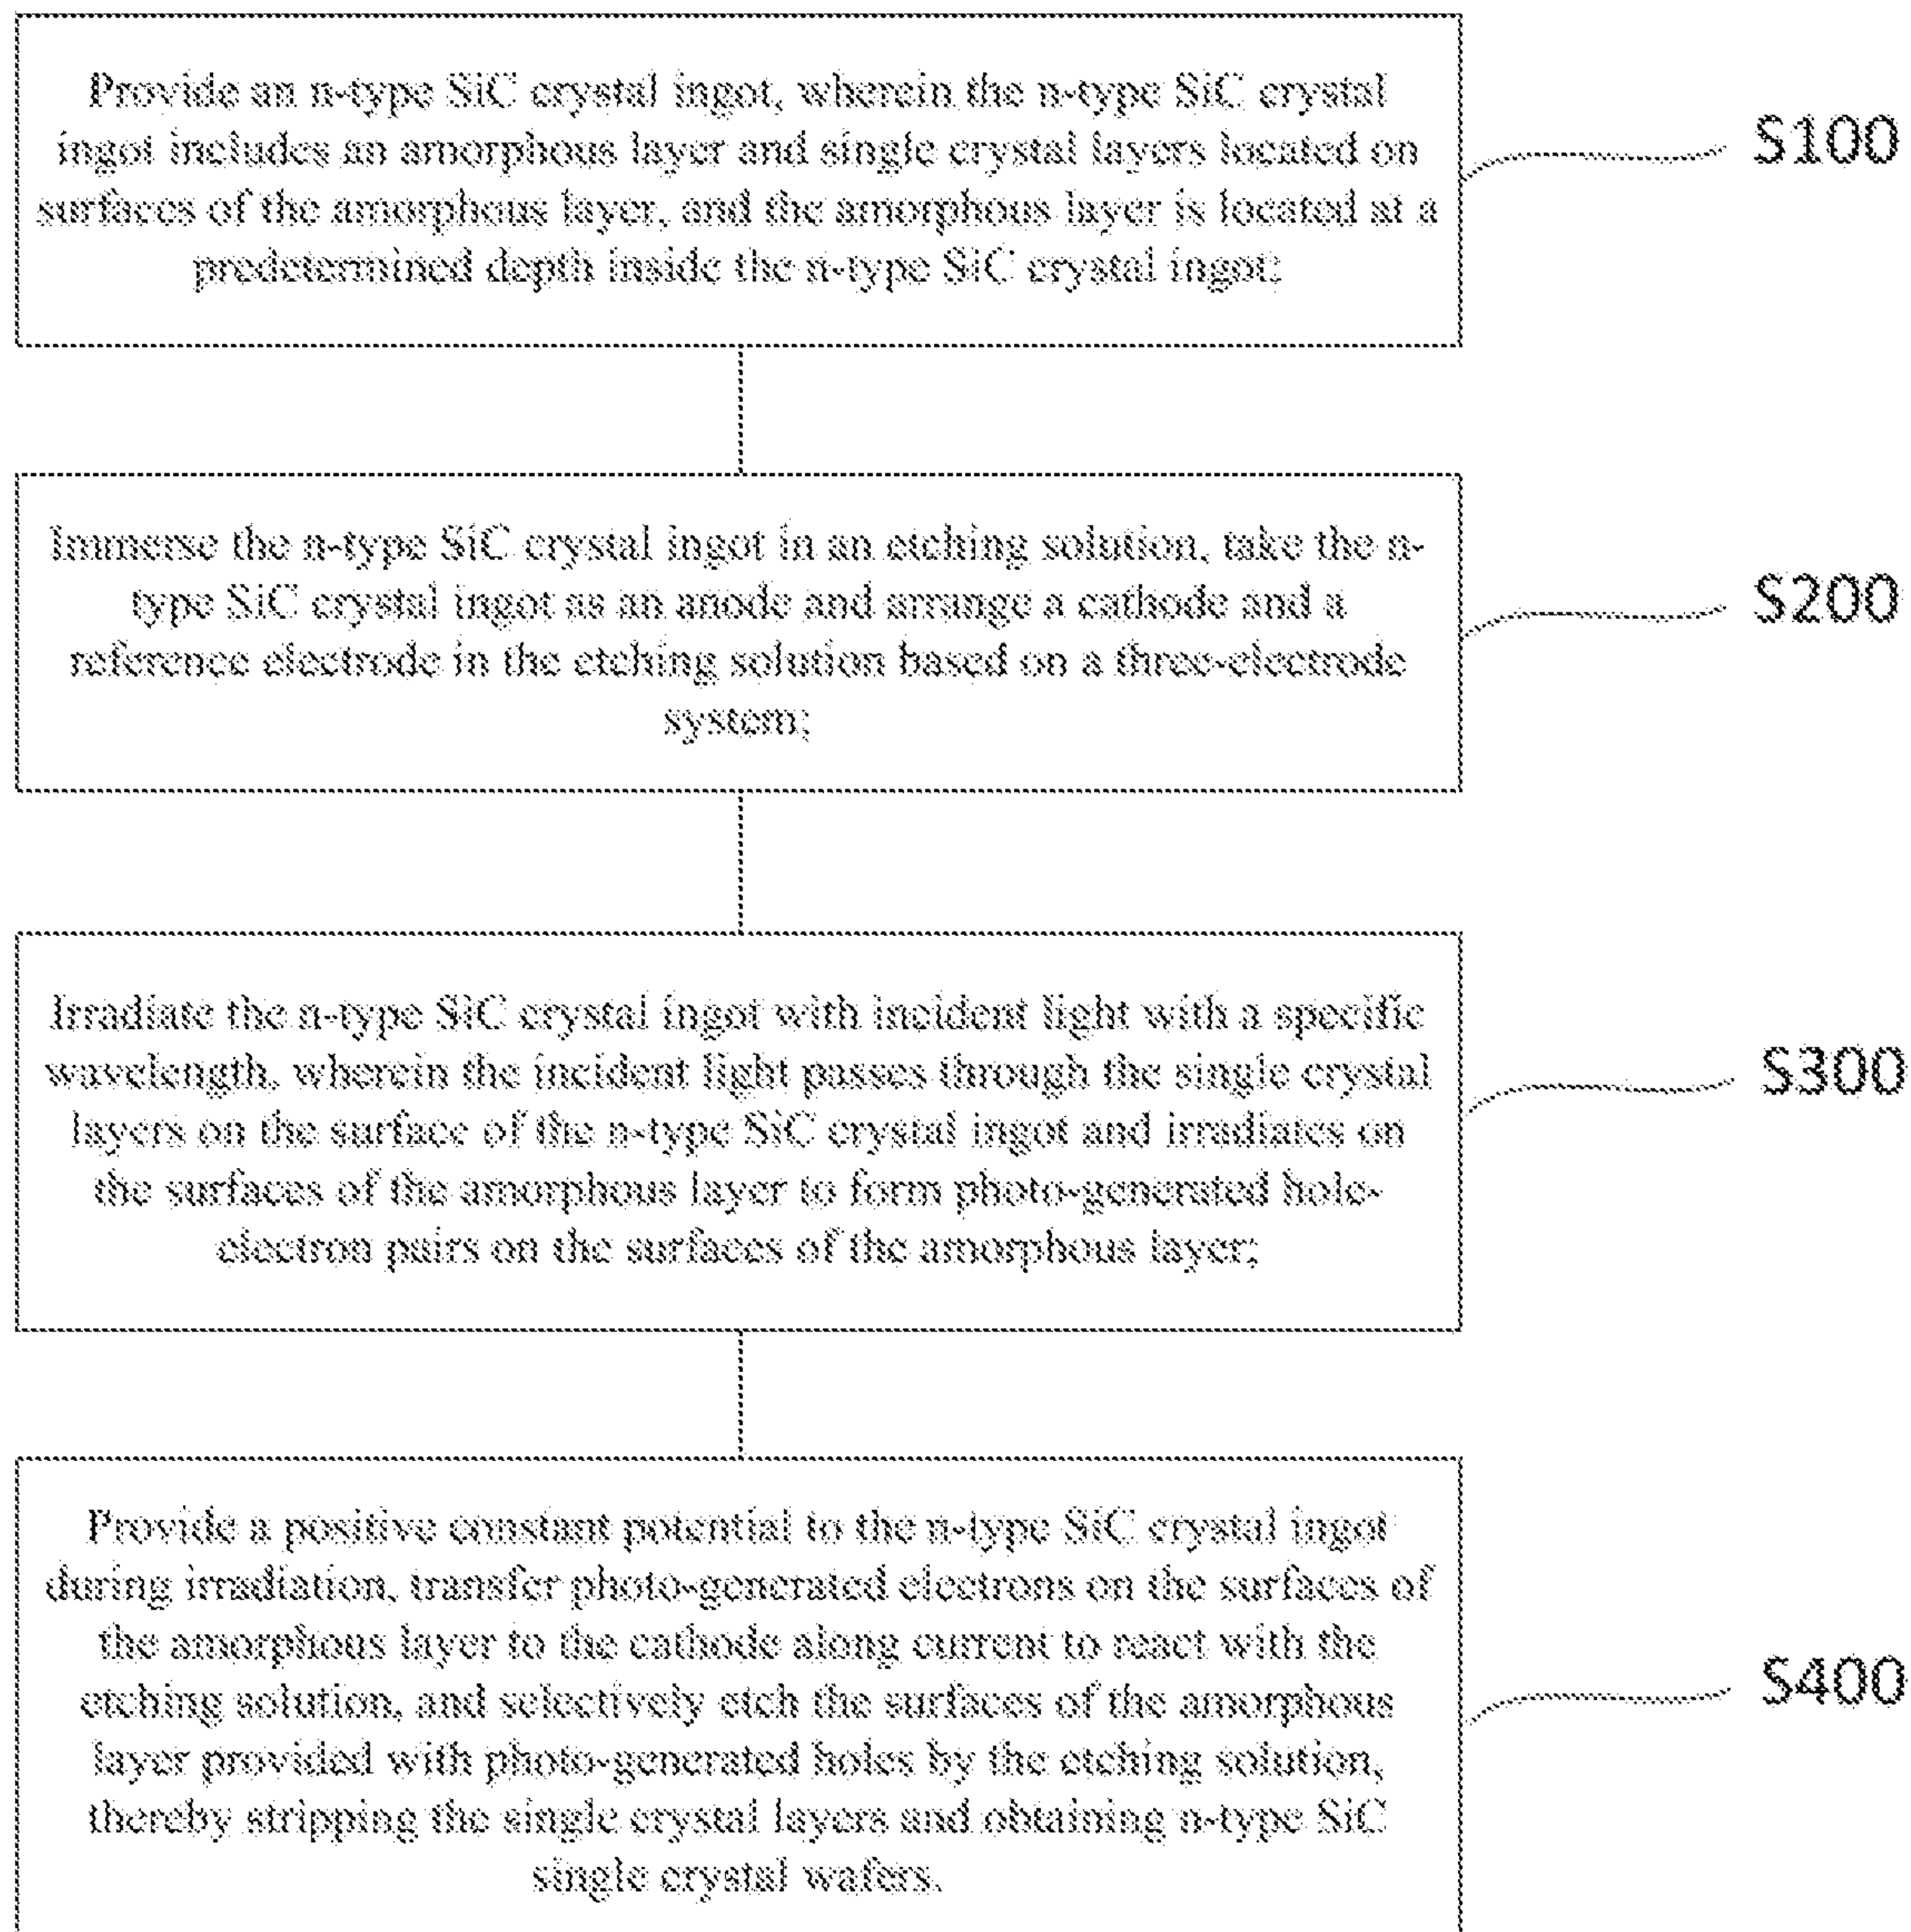 Provide an n-type SiC crystal ingot, wherein the n-type SiC crystal
ingot includes an amorphous layer and single crystal layers located on
surfaces of the amorphous layer, and the amorphous layer is located at a
predetermined depth inside the n-type SiC crystal ingot;
S100
Immerse the n-type SiC crystal ingot in an etching solution, take the n-
type SiC crystal ingot as an anode and arrange a cathode and a
reference electrode in the etching solution based on a three-electrode
system;
S200
Irradiate the n-type SiC crystal ingot with incident light with a specific
wavelength, wherein the incident light passes through the single crystal
layers on the surface of the n-type SiC crystal ingot and irradiates on
the surfaces of the amorphous layer to form photo-generated hole-
electron pairs on the surfaces of the amorphous layer;
S300
Provide a positive constant potential to the n-type SiC crystal ingot
during irradiation, transfer photo-generated electrons on the surfaces of
the amorphous layer to the cathode along current to react with the
etching solution, and selectively etch the surfaces of the amorphous
layer provided with photo-generated holes by the etching solution,
thereby stripping the single crystal layers and obtaining n-type SiC
single crystal wafers.
S400